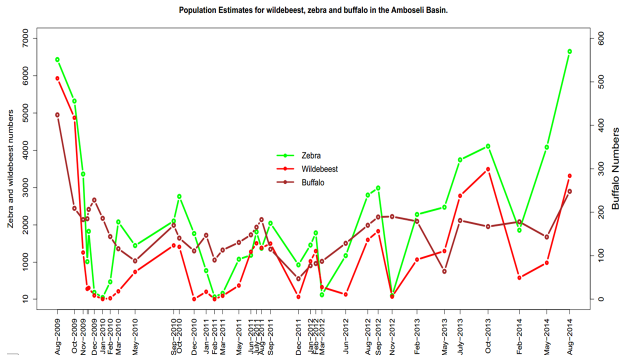 Population Estimates for wildebeest, zebra and buffalo in the Amboseli Basin.
Zebra and wildebeest numbers
7000
6000
5000
4000
3000
2000
1000
10
600
500
400
300
200
100
0
Buffalo Numbers
Zebra
Wildebeest
Buffalo
Aug-2009
Oct-2009
Nov-2009
Dec-2009
Jan-2010
Feb-2010
Mar-2010
May-2010
Sep-2010
Oct-2010
Dec-2010
Jan-2011
Feb-2011
Mar-2011
May-2011
June-2011
July-2011
Aug-2011
Sep-2011
Dec-2011
Jan-2012
Feb-2012
Mar-2012
Jun-2012
Aug-2012
Sep-2012
Nov-2012
Feb-2013
May-2013
July-2013
Oct-2013
Feb-2014
May-2014
Aug-2014